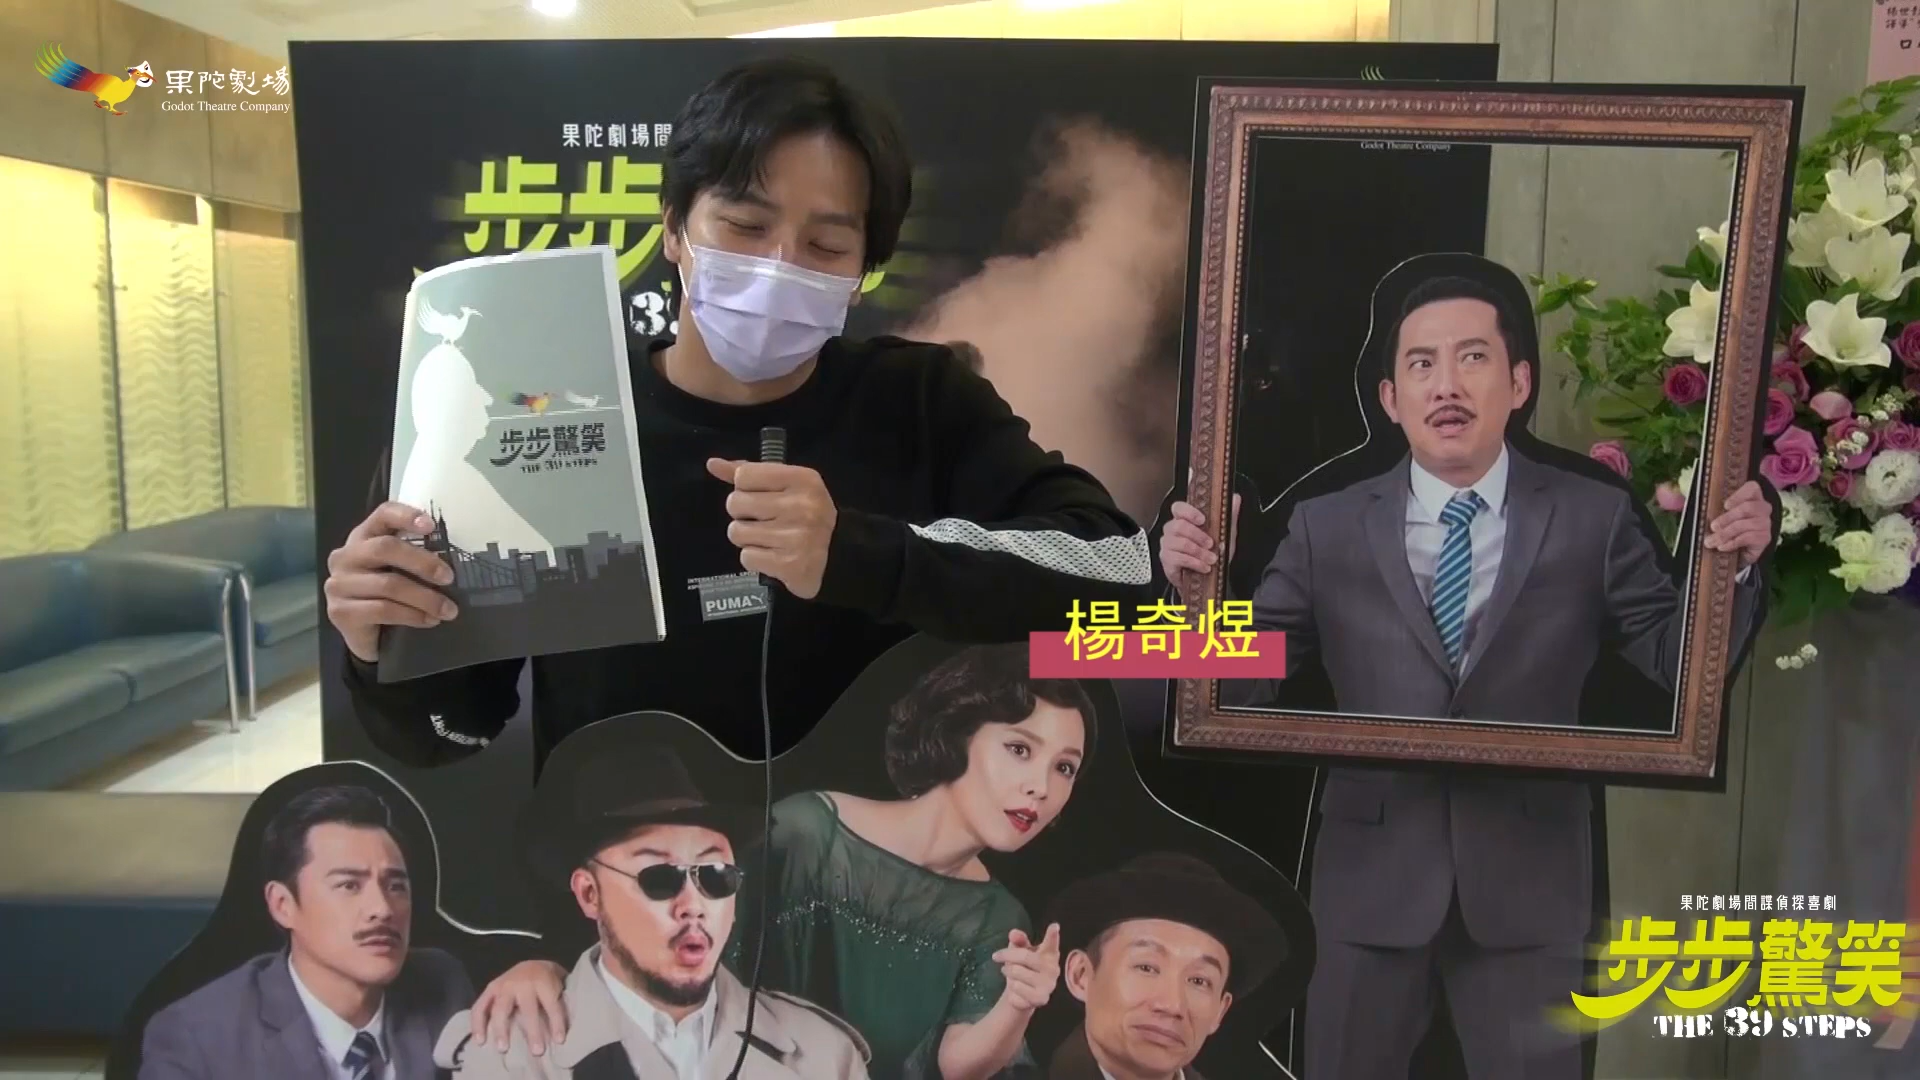 果陀劇場
Godot Theatre Company
果陀劇場間
步步
39
Godot Theatre Company
步步驚笑
THE 39 STEPS
PUMA
楊奇煜
果陀劇場間諜偵探喜劇
步步驚笑
THE 39 STEPS